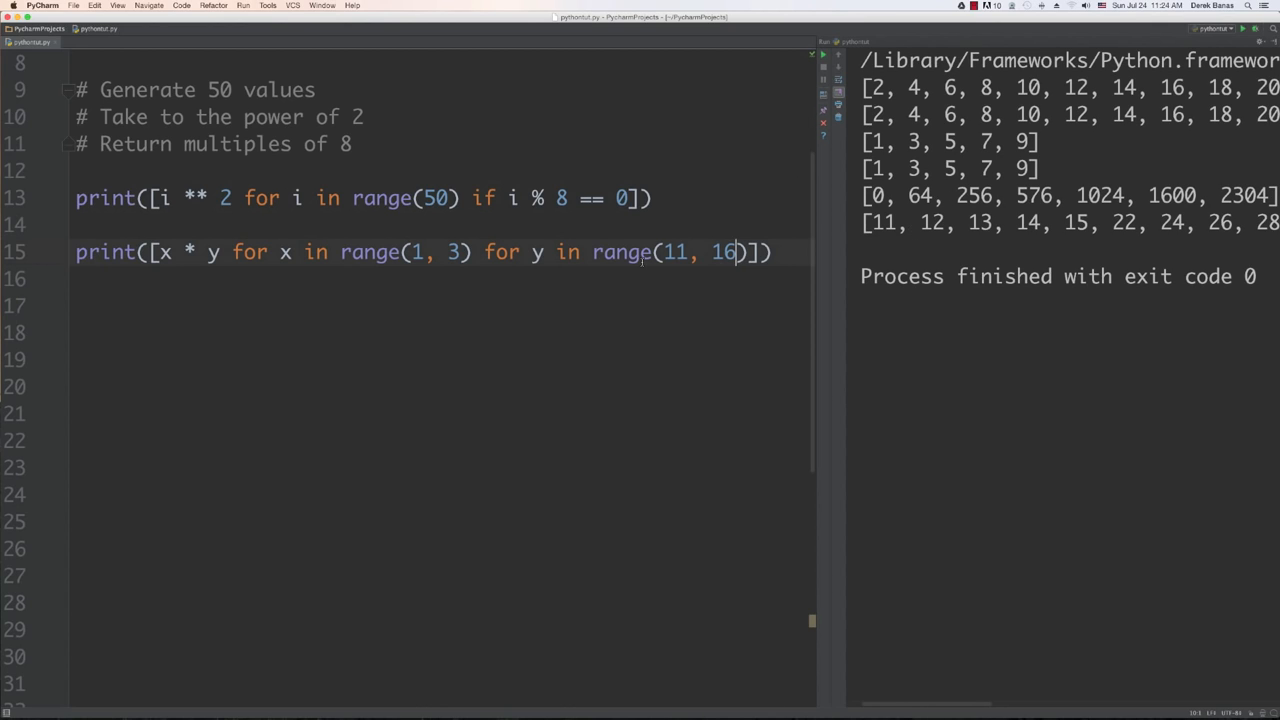 PyCharm File Edit View Navigate Code Refactor Run Tools VCS Window Help
10 Sun Jul 24 11:24 AM Derek Banas
pythontut.py - PycharmProjects - [~/PycharmProjects]
PycharmProjects pythontut.py
pythontut
pythontut.py
Run: pythontut
8
9 # Generate 50 values
10 # Take to the power of 2
11 # Return multiples of 8
12
13 print([i ** 2 for i in range(50) if i % 8 == 0])
14
15 print([x * y for x in range(1, 3) for y in range(11, 16)])
16
17
18
19
20
21
22
23
24
25
26
27
28
29
30
31
/Library/Frameworks/Python.framewor
[2, 4, 6, 8, 10, 12, 14, 16, 18, 20
[2, 4, 6, 8, 10, 12, 14, 16, 18, 20
[1, 3, 5, 7, 9]
[1, 3, 5, 7, 9]
[0, 64, 256, 576, 1024, 1600, 2304]
[11, 12, 13, 14, 15, 22, 24, 26, 28
Process finished with exit code 0